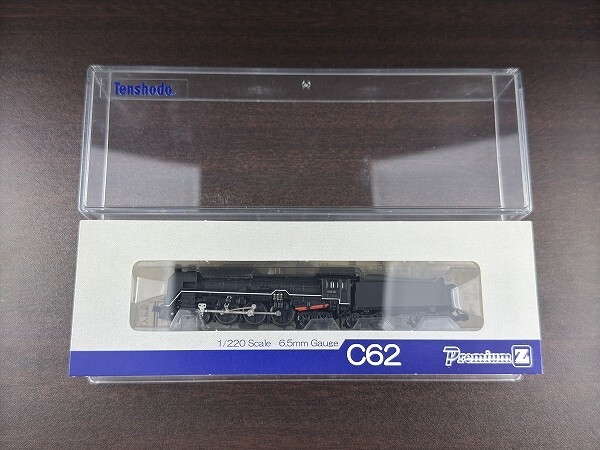 Tenshodo
1/220 Scale 6.5mm Gauge C62
Premium Z